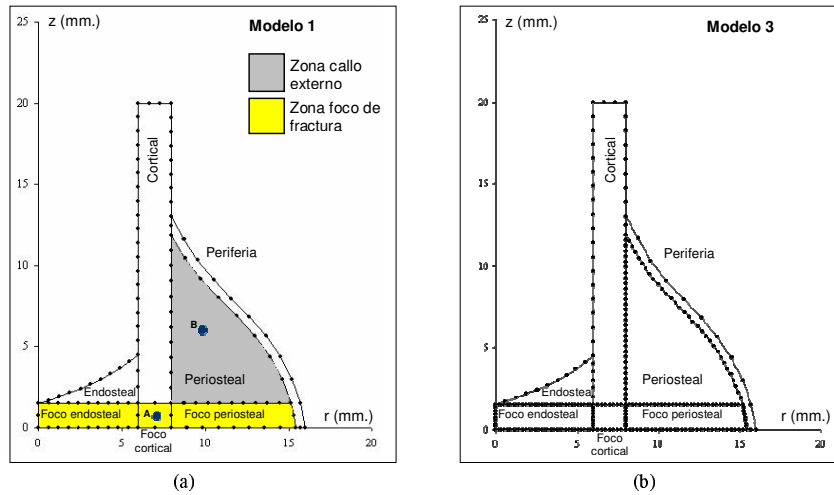 z (mm.)
Modelo 1
25
20
15
10
5
0
Zona callo
externo
Zona foco de
fractura
Cortical
Periferia
B
Periosteal
Endosteal
Foco endosteal
A
Foco periosteal
r (mm.)
0
5
10
15
20
Foco
cortical
(a)
z (mm.)
Modelo 3
25
20
15
10
5
0
Cortical
Periferia
Periosteal
Endosteal
Foco endosteal
Foco periosteal
r (mm.)
0
5
10
15
20
Foco
cortical
(b)